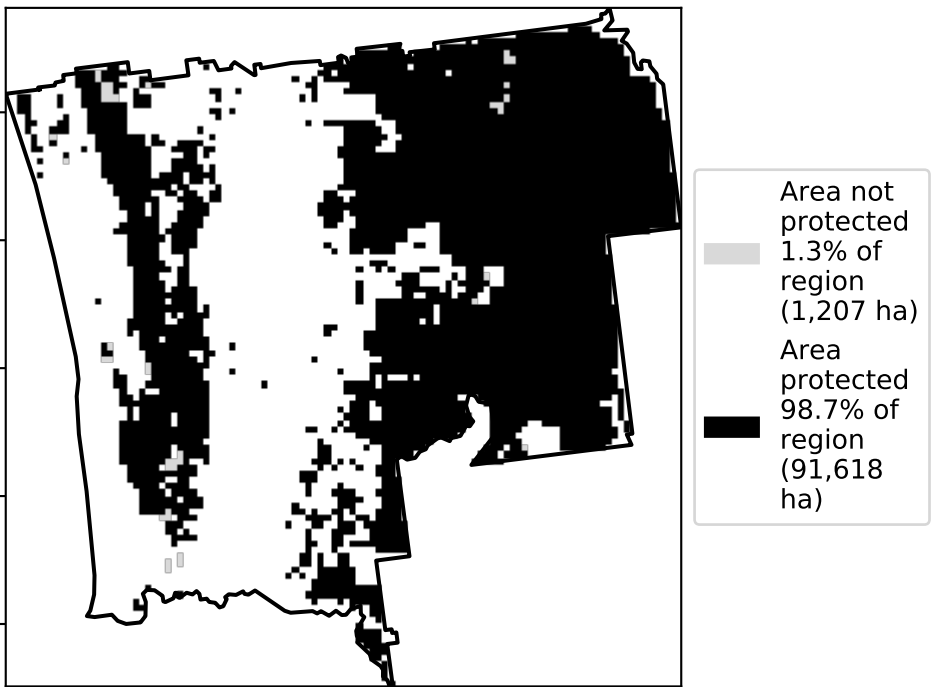 Area not
protected
1.3% of
region
(1,207 ha)
Area
protected
98.7% of
region
(91,618
ha)